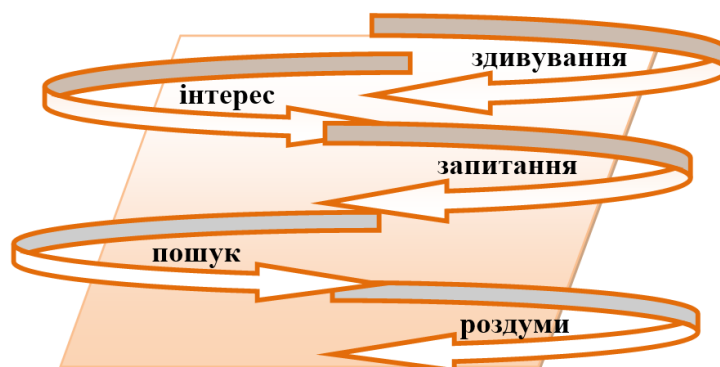 здивування
інтерес
запитання
пошук
роздуми